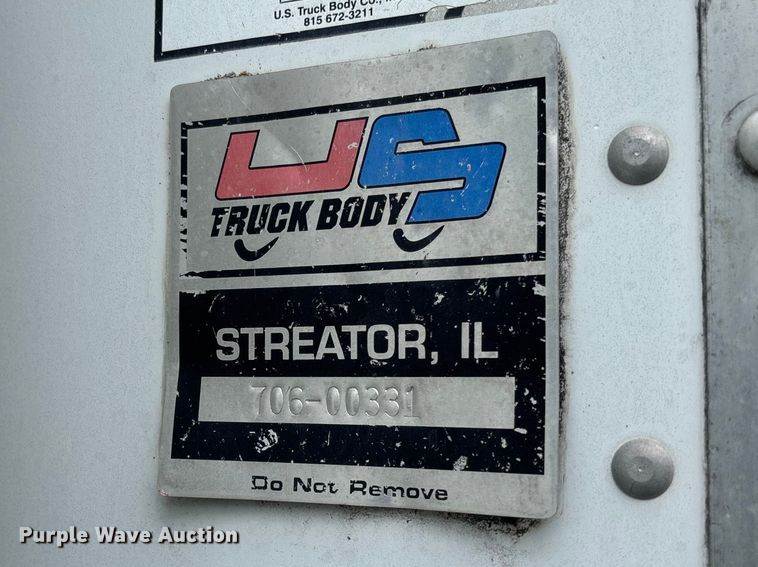 U.S. Truck Body Co.,
815 672-3211
US
TRUCK BODY
STREATOR, IL
706-00331
Do Not Remove
Purple Wave Auction